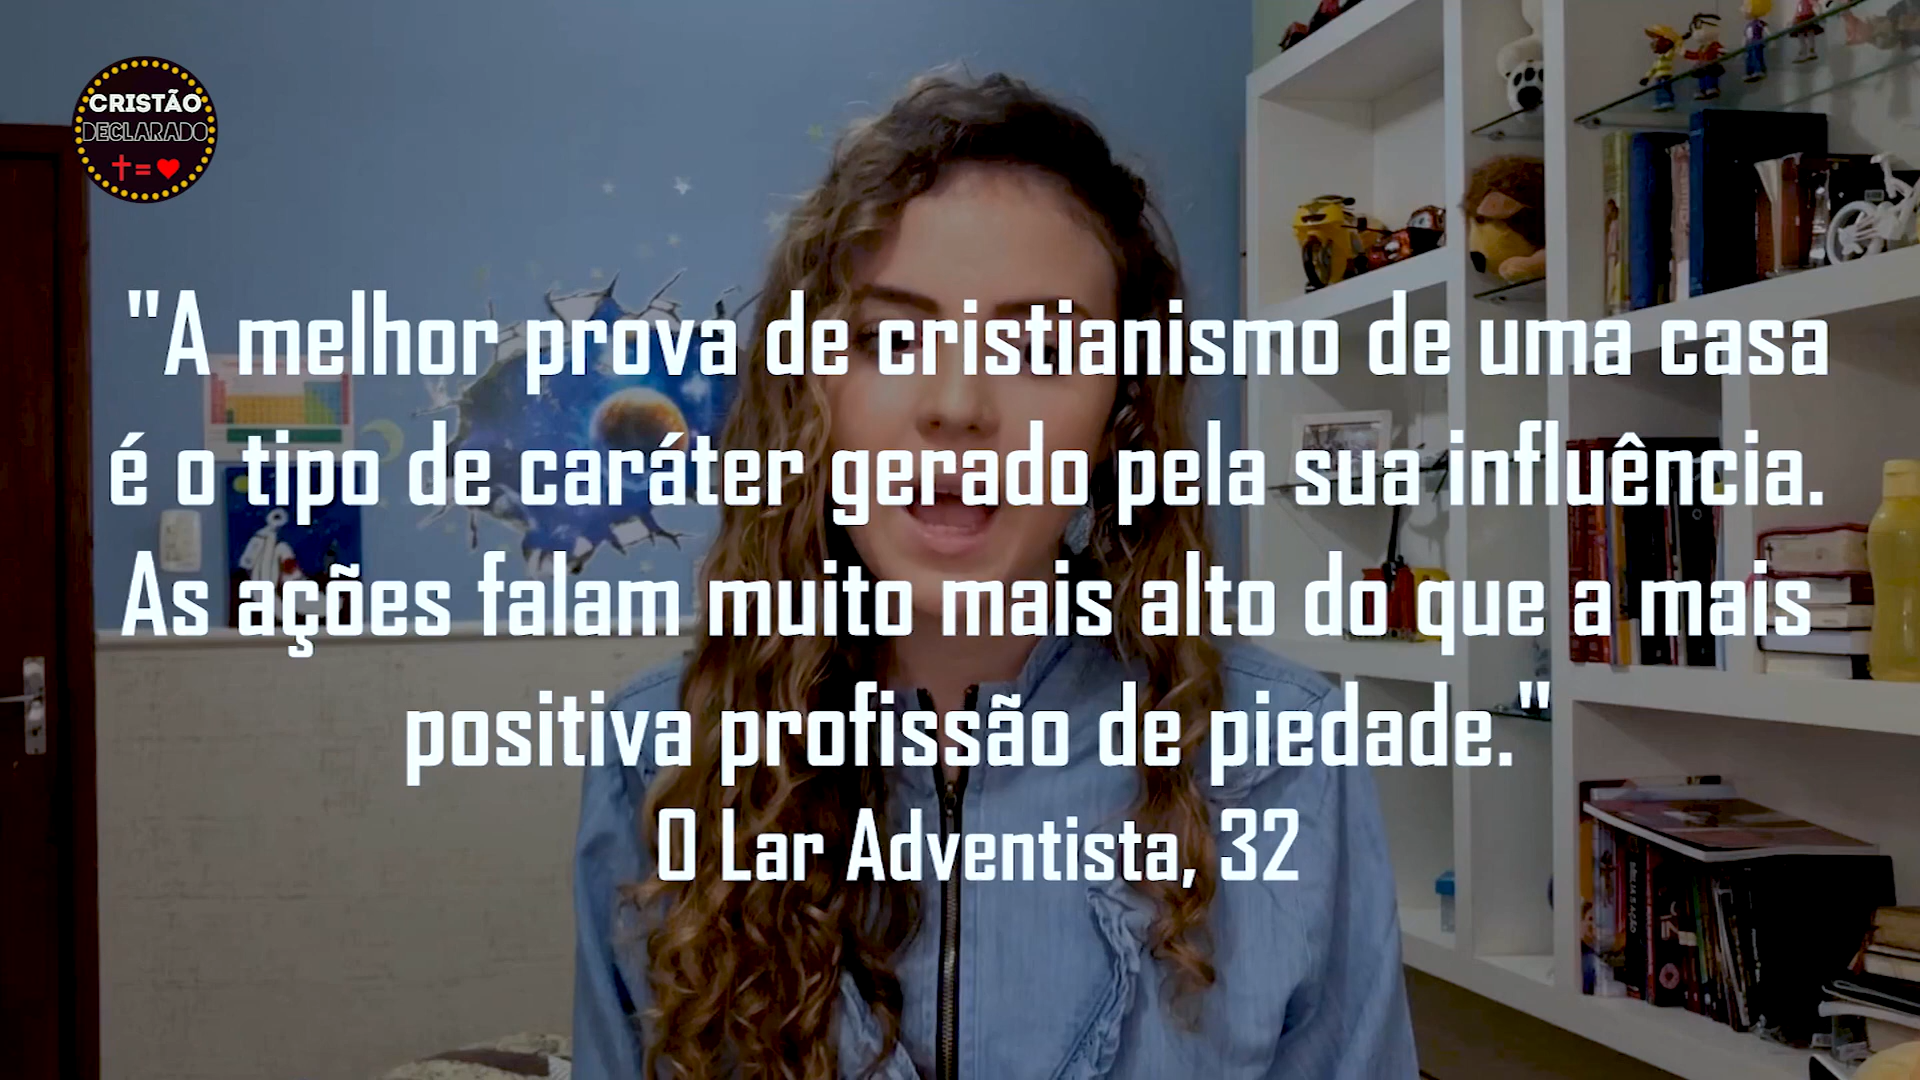 CRISTÃO
DECLARADO
"A melhor prova de cristianismo de uma casa
é o tipo de caráter gerado pela sua influência.
As ações falam muito mais alto do que a mais
positiva profissão de piedade."
O Lar Adventista, 32